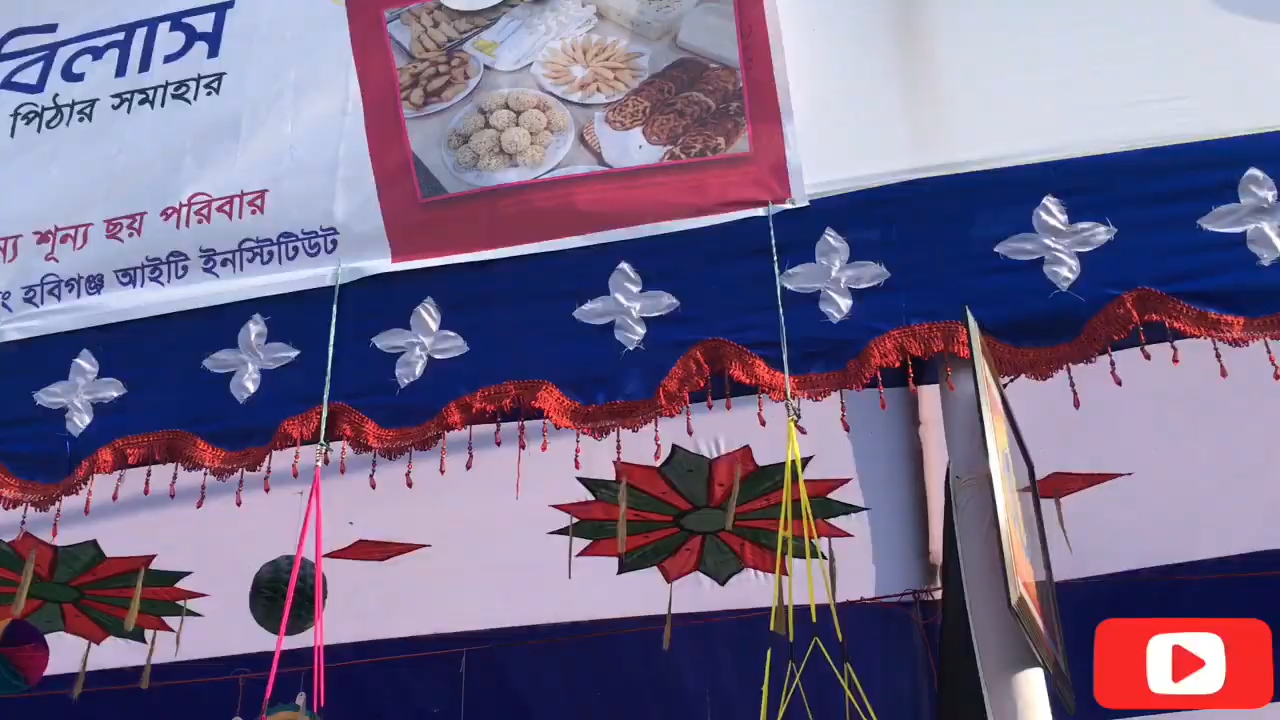 বিলাস
পিঠার সমাহার
শূন্য ছয় পরিবার
হবিগঞ্জ আইটি ইনস্টিটিউট